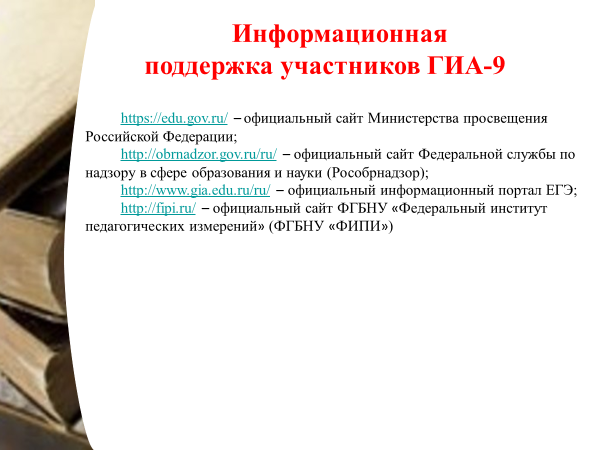 Информационная
поддержка участников ГИА-9
https://edu.gov.ru/ – официальный сайт Министерства просвещения
Российской Федерации;
http://obrnadzor.gov.ru/ru/ – официальный сайт Федеральной службы по
надзору в сфере образования и науки (Рособрнадзор);
http://www.gia.edu.ru/ru/ – официальный информационный портал ЕГЭ;
http://fipi.ru/ – официальный сайт ФГБНУ «Федеральный институт
педагогических измерений» (ФГБНУ «ФИПИ»)